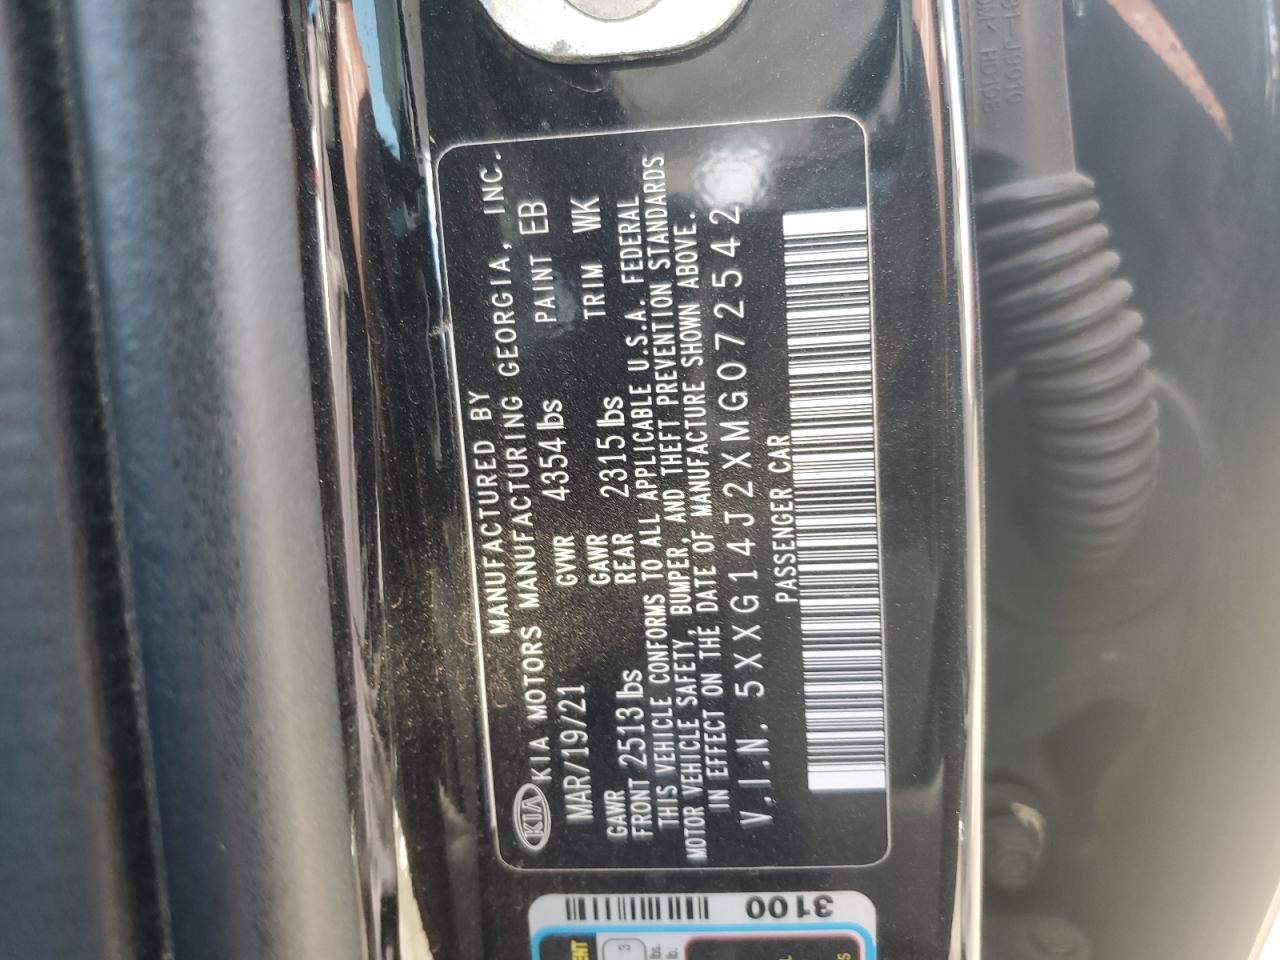 MANUFACTURED BY
KIA KIA MOTORS MANUFACTURING GEORGIA, INC.
MAR/19/21 GVWR 4354 lbs PAINT EB
GAWR FRONT 2513 lbs GAWR REAR 2315 lbs TRIM WK
THIS VEHICLE CONFORMS TO ALL APPLICABLE U.S.A. FEDERAL
MOTOR VEHICLE SAFETY, BUMPER, AND THEFT PREVENTION STANDARDS
IN EFFECT ON THE DATE OF MANUFACTURE SHOWN ABOVE.
V.I.N. 5XXG14J2XMG072542
PASSENGER CAR
3100